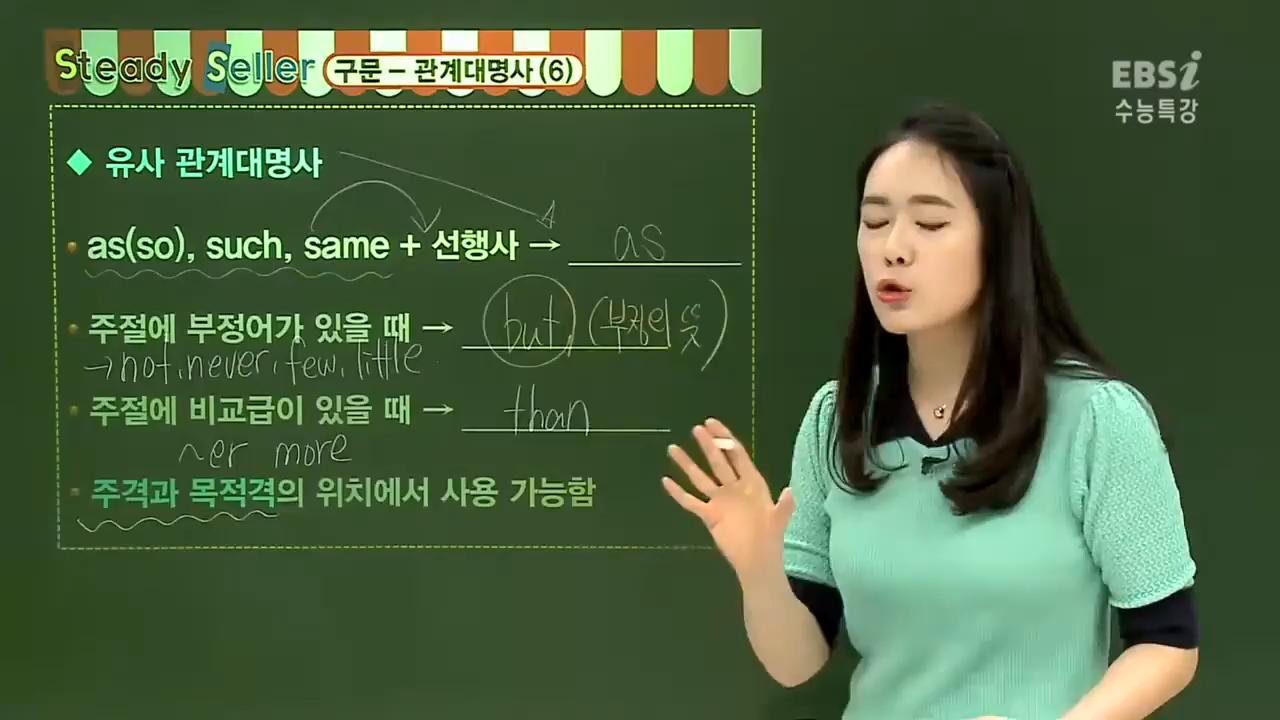 Steady Seller 구문 – 관계대명사 (6)
EBSi
수능특강
◆ 유사 관계대명사
• as(so), such, same + 선행사 → as
• 주절에 부정어가 있을 때 → but (부정의 뜻)
→ not, never, few, little
• 주절에 비교급이 있을 때 → than
~er more
• 주격과 목적격의 위치에서 사용 가능함